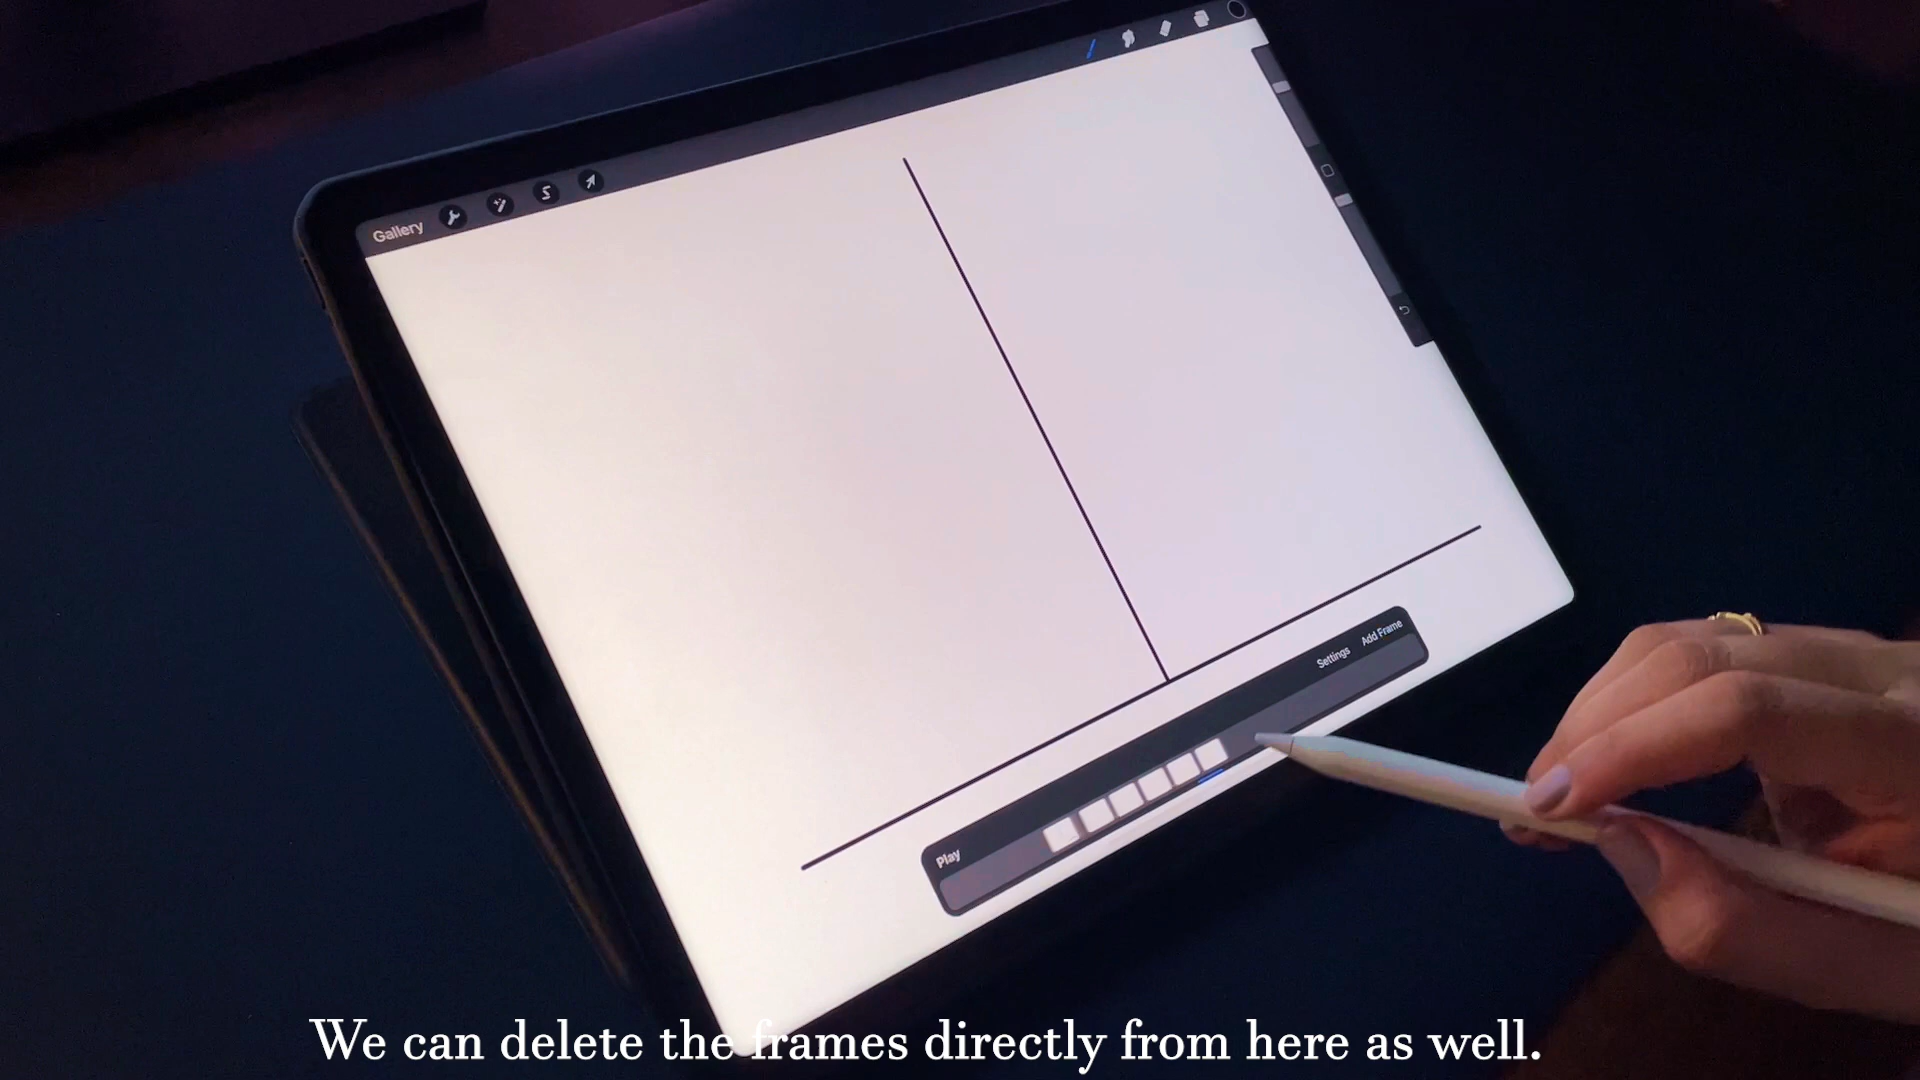 Gallery
Settings
Add Frame
Play
We can delete the frames directly from here as well.